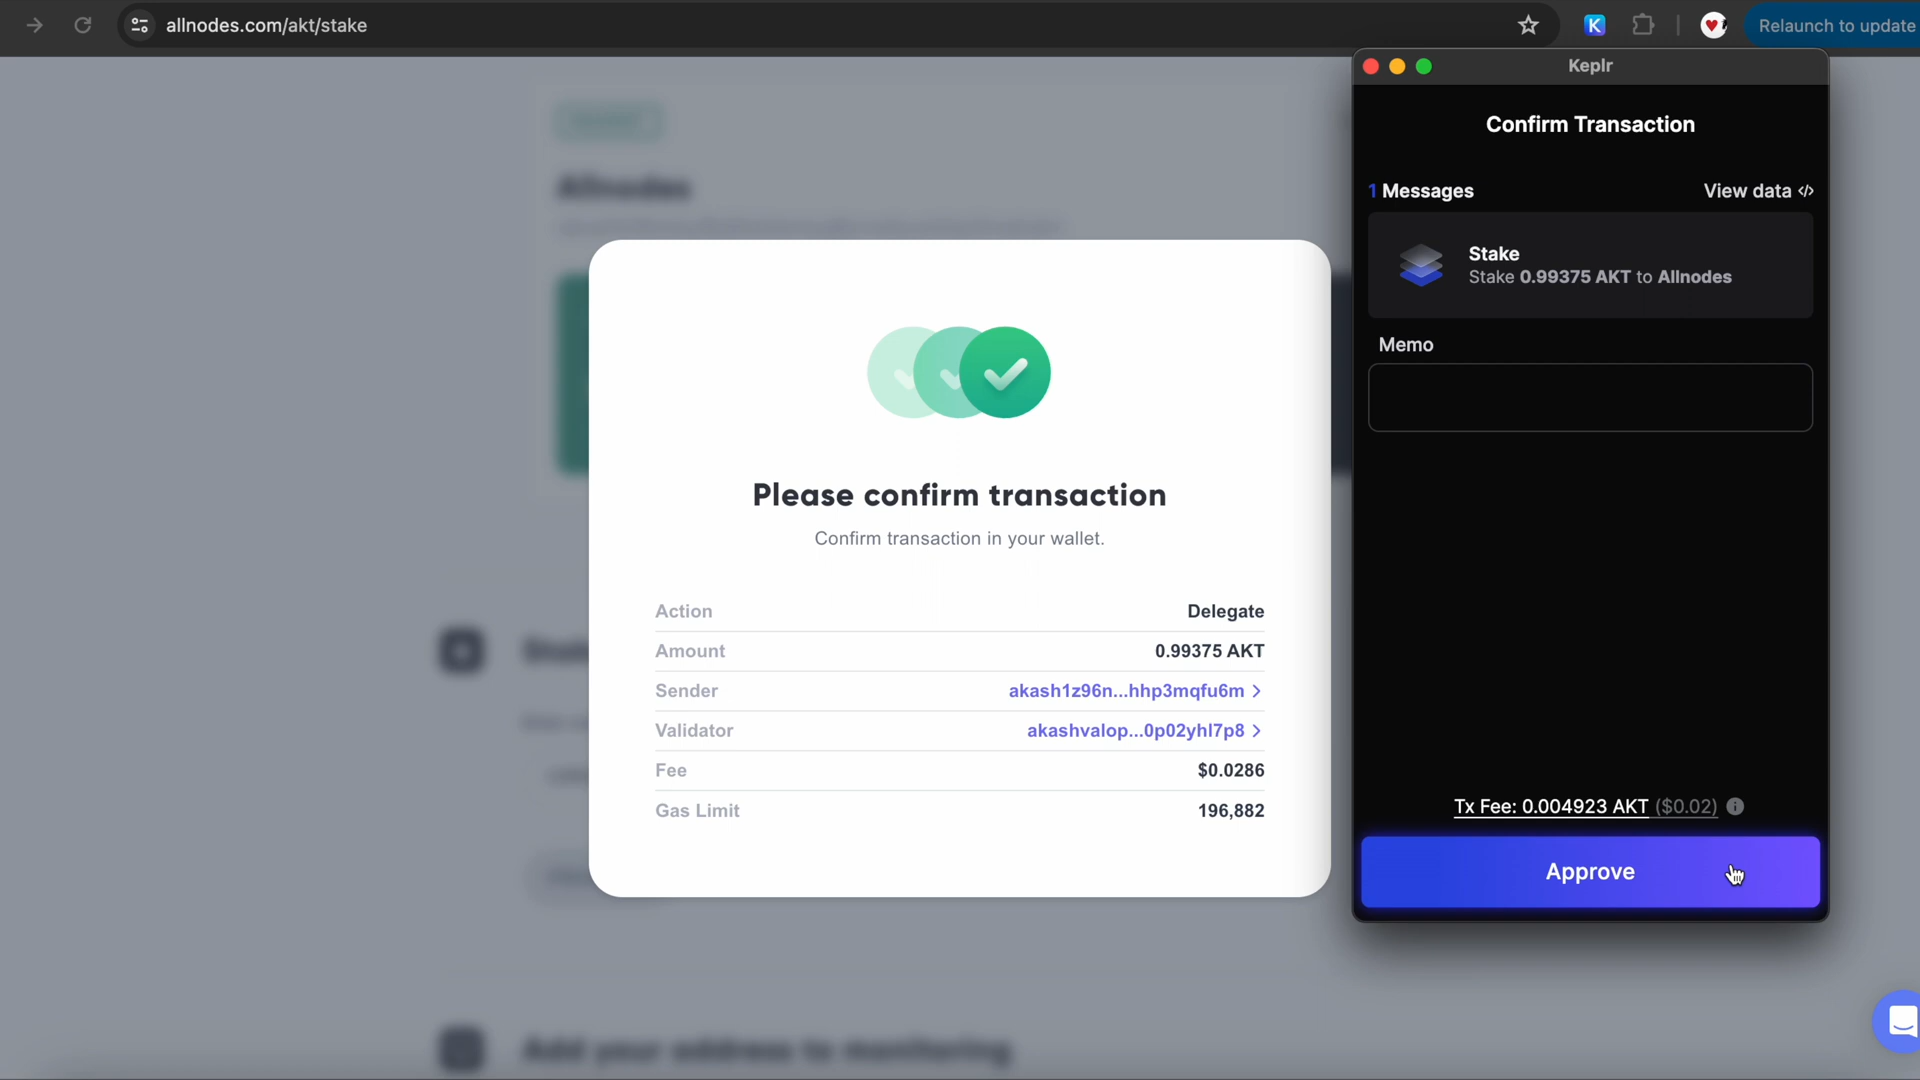 allnodes.com/akt/stake
K
Relaunch to update
Keplr
Confirm Transaction
1 Messages
View data </>
Stake
Stake 0.99375 AKT to Allnodes
Memo
Tx Fee: 0.004923 AKT ($0.02)
Approve
Allnodes
Please confirm transaction
Confirm transaction in your wallet.
Action Delegate
Amount 0.99375 AKT
Sender akash1z96n...hhp3mqfu6m >
Validator akashvalop...0p02yhl7p8 >
Fee $0.0286
Gas Limit 196,882
Add your address to monitoring